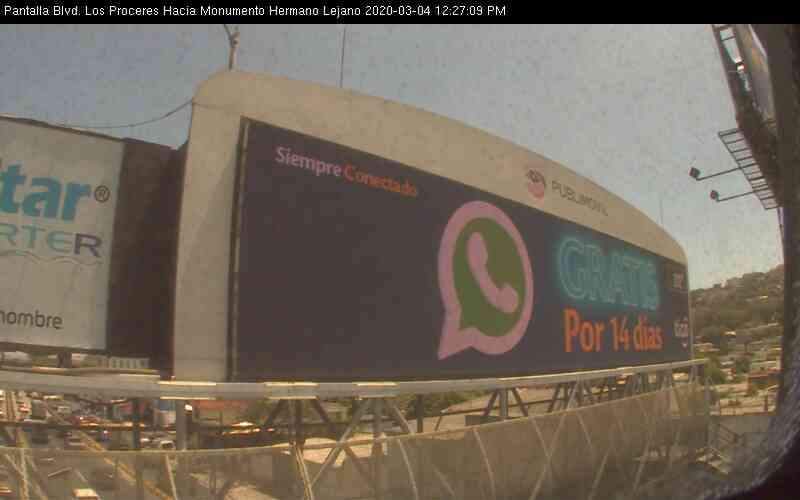 Pantalla Blvd. Los Proceres Hacia Monumento Hermano Lejano 2020-03-04 12:27:09 PM
Siempre Conectado
PUBLIMOVIL
GRATIS
Por 14 días
tigo
tar®
RTER
nombre